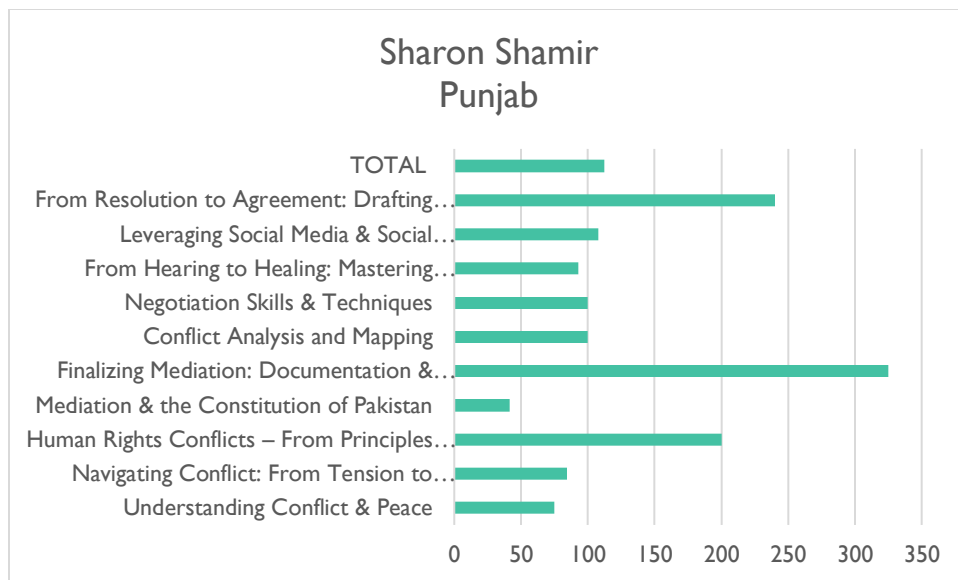 Sharon Shamir
Punjab
TOTAL
From Resolution to Agreement: Drafting…
Leveraging Social Media & Social…
From Hearing to Healing: Mastering…
Negotiation Skills & Techniques
Conflict Analysis and Mapping
Finalizing Mediation: Documentation &…
Mediation & the Constitution of Pakistan
Human Rights Conflicts – From Principles…
Navigating Conflict: From Tension to…
Understanding Conflict & Peace
0 50 100 150 200 250 300 350